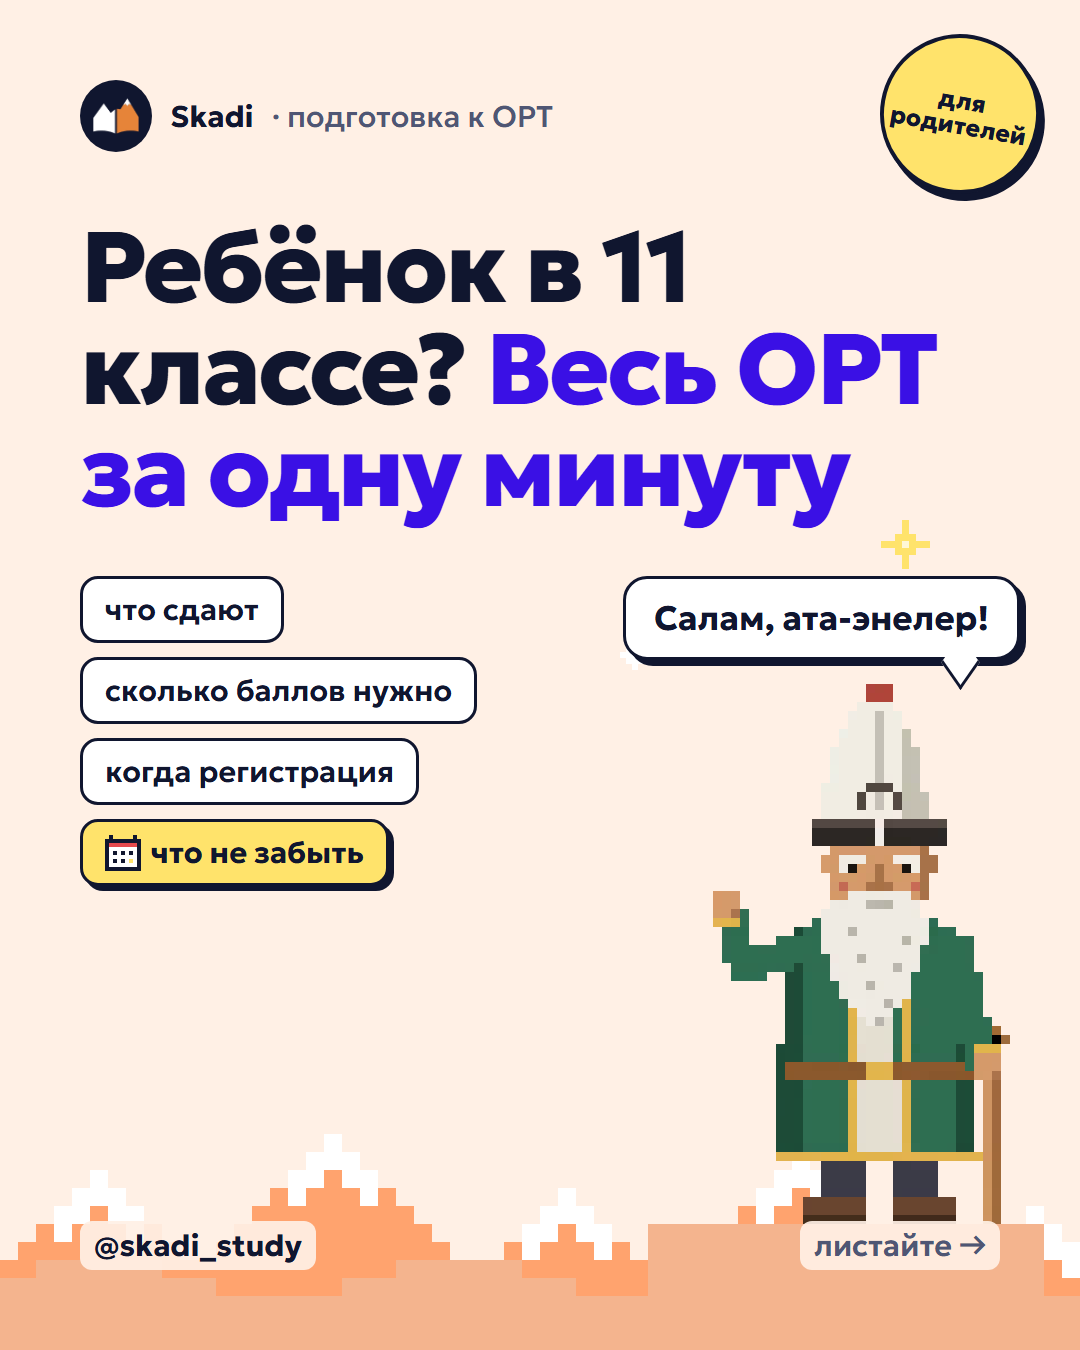 Skadi · подготовка к ОРТ
для
родителей
Ребёнок в 11
классе? Весь ОРТ
за одну минуту
что сдают
сколько баллов нужно
когда регистрация
что не забыть
Салам, ата-энелер!
@skadi_study
листайте →